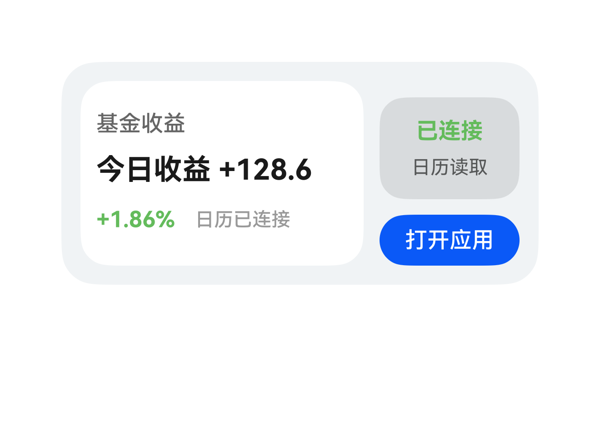 基金收益
今日收益 +128.6
+1.86% 日历已连接
已连接
日历读取
打开应用